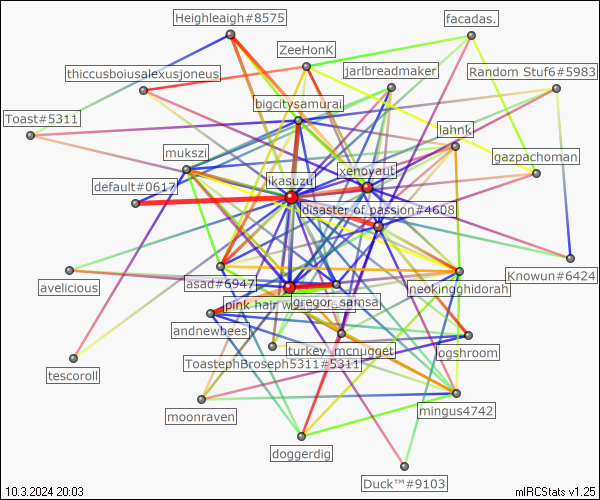 Heighleaigh#8575
facadas.
ZeeHonK
thiccusboiusalexusjoneus
jarlbreadmaker
Random Stuf6#5983
bigcitysamurai
Toast#5311
lahnk
mukszi
gazpachoman
xenoyaut
ikasuzu
default#0617
disaster of passion#4608
Knowun#6424
avelicious
asad#6947
neokingghidorah
pink hair w
gregor_samsa
andnewbees
logshroom
turkey_mcnugget
ToastephBroseph5311#5311
tescoroll
mingus4742
moonraven
doggerdig
Duck™#9103
10.3.2024 20:03
mIRCStats v1.25